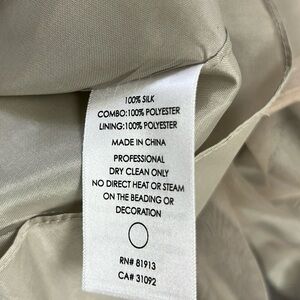 100% SILK
COMBO:100% POLYESTER
LINING:100% POLYESTER
MADE IN CHINA
PROFESSIONAL
DRY CLEAN ONLY
NO DIRECT HEAT OR STEAM
ON THE BEADING OR
DECORATION
RN# 81913
CA# 31092